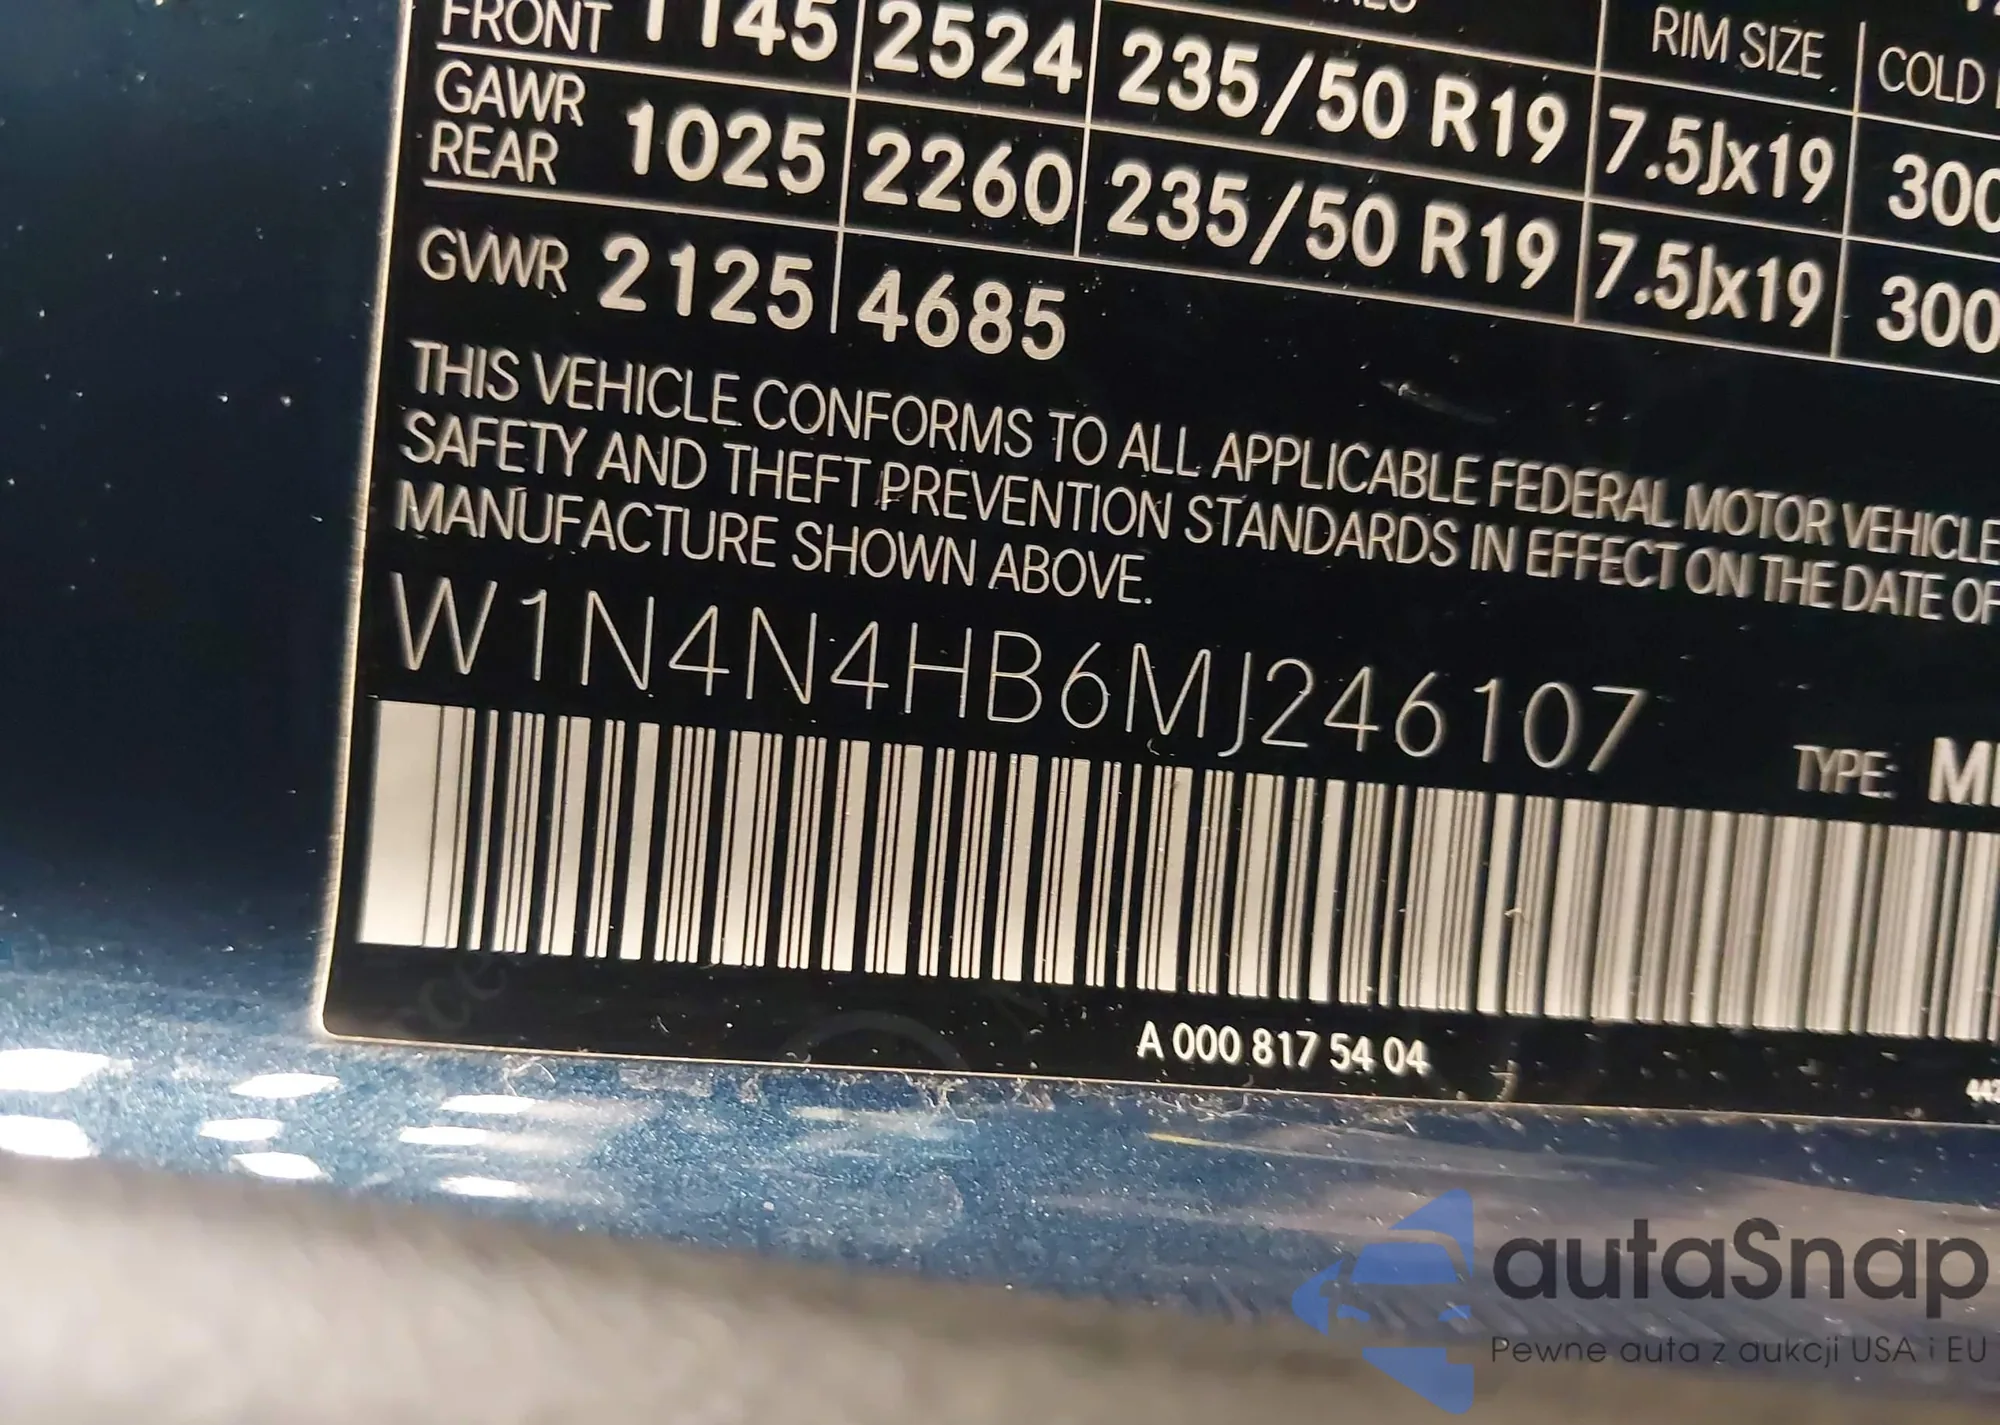 RIM SIZE COLD
FRONT 1145 2524 235/50 R19 7.5Jx19 300
GAWR
REAR 1025 2260 235/50 R19 7.5Jx19 300
GVWR 2125 4685
THIS VEHICLE CONFORMS TO ALL APPLICABLE FEDERAL MOTOR VEHICLE
SAFETY AND THEFT PREVENTION STANDARDS IN EFFECT ON THE DATE OF
MANUFACTURE SHOWN ABOVE.
W1N4N4HB6MJ246107
TYPE:
A 000 817 54 04
autaSnap
Pewne auta z aukcji USA i EU